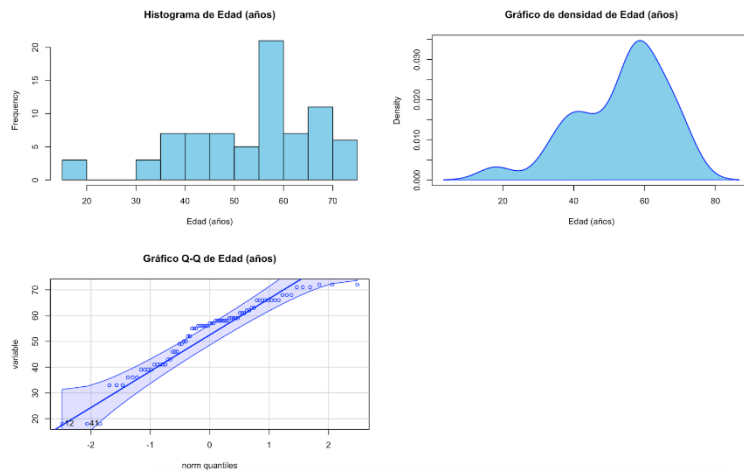 Histograma de Edad (años)
Frequency
20
15
10
5
0
20 30 40 50 60 70
Edad (años)
Gráfico de densidad de Edad (años)
Density
0.030
0.020
0.010
0.000
20 40 60 80
Edad (años)
Gráfico Q-Q de Edad (años)
variable
70
60
50
40
30
20
12 41
-2 -1 0 1 2
norm quantiles